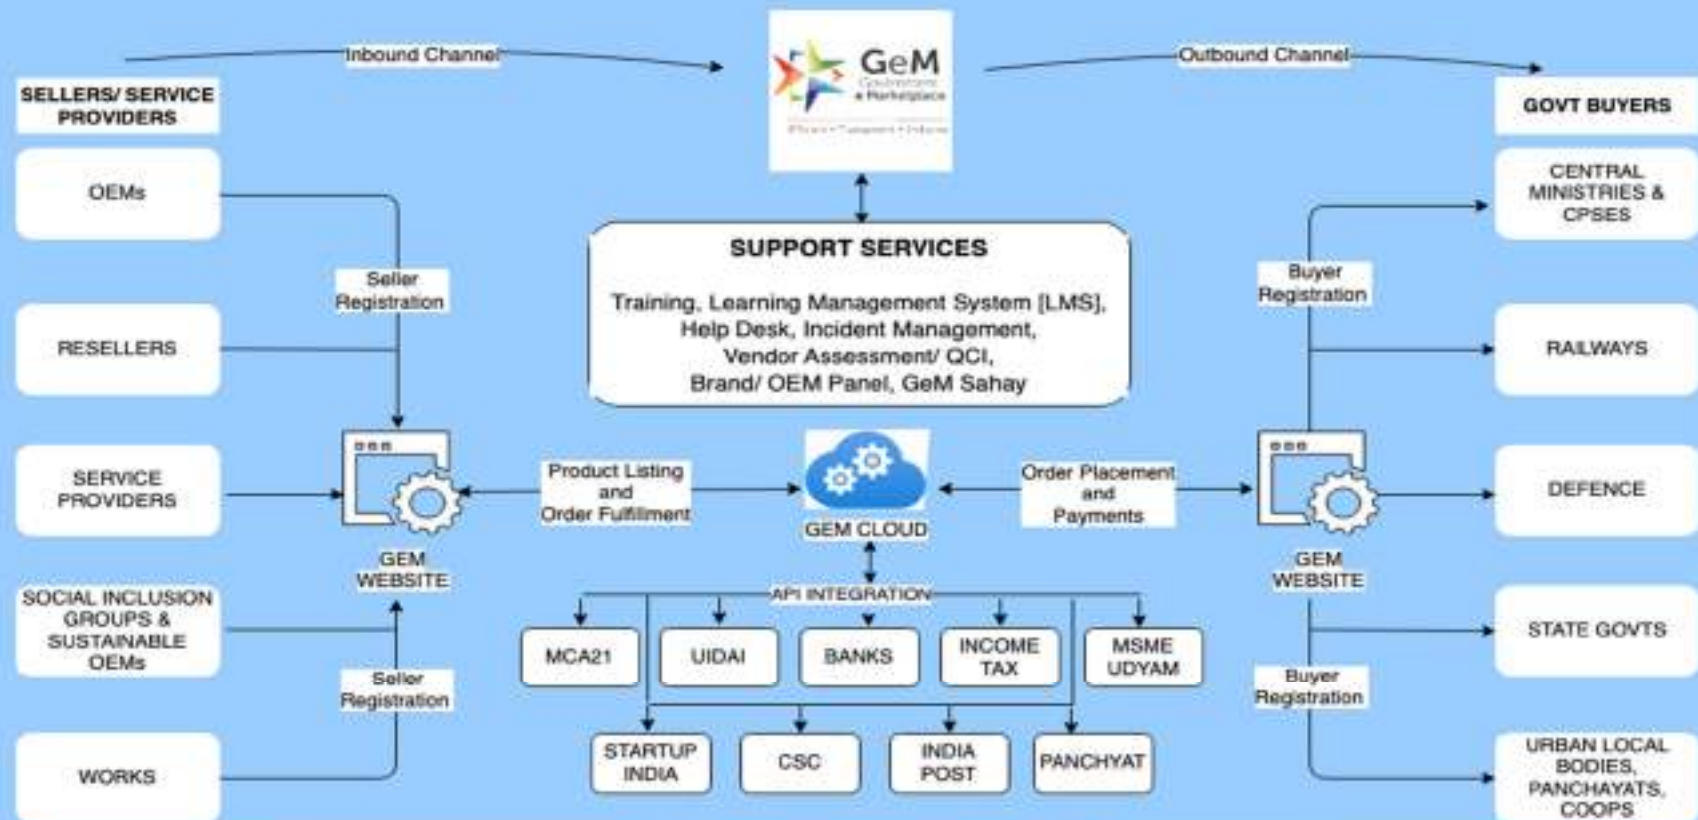 Inbound Channel
GeM
Government
e Marketplace
Outbound Channel
SELLERS/ SERVICE
PROVIDERS
OEMs
RESELLERS
SERVICE
PROVIDERS
SOCIAL INCLUSION
GROUPS &
SUSTAINABLE
OEMs
WORKS
Seller
Registration
GEM
WEBSITE
Seller
Registration
SUPPORT SERVICES
Training, Learning Management System [LMS],
Help Desk, Incident Management,
Vendor Assessment/ QCI,
Brand/ OEM Panel, GeM Sahay
Product Listing
and
Order Fulfillment
GEM CLOUD
Order Placement
and
Payments
API INTEGRATION
MCA21
UIDAI
BANKS
INCOME
TAX
MSME
UDYAM
STARTUP
INDIA
CSC
INDIA
POST
PANCHYAT
Buyer
Registration
GEM
WEBSITE
Buyer
Registration
GOVT BUYERS
CENTRAL
MINISTRIES &
CPSES
RAILWAYS
DEFENCE
STATE GOVTS
URBAN LOCAL
BODIES,
PANCHAYATS,
COOPS